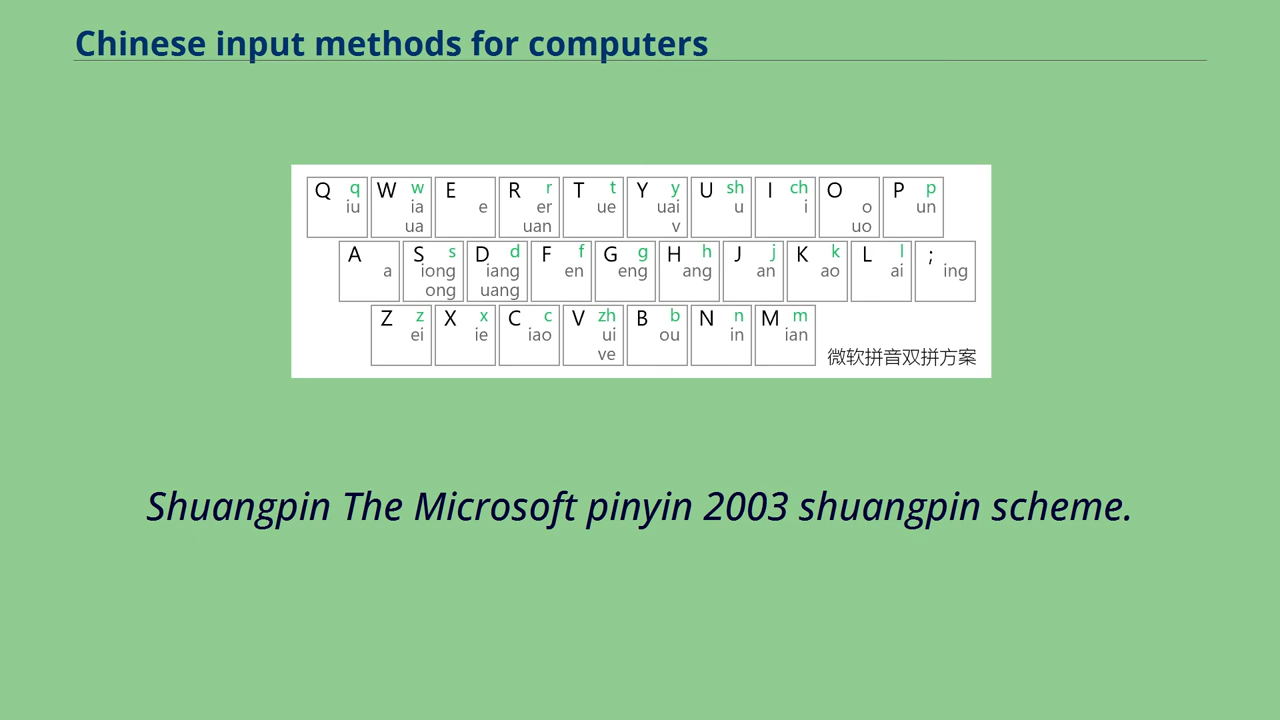 Chinese input methods for computers
Q q W w E R r T t Y y U sh I ch O P p
iu ia e er ue uai u i o un
ua uan v uo
A S s D d F f G g H h J j K k L l ;
a iong iang en eng ang an ao ai ing
ong uang
Z z X x C c V zh B b N n M m
ei ie iao ui ou in ian
ve 微软拼音双拼方案
Shuangpin The Microsoft pinyin 2003 shuangpin scheme.